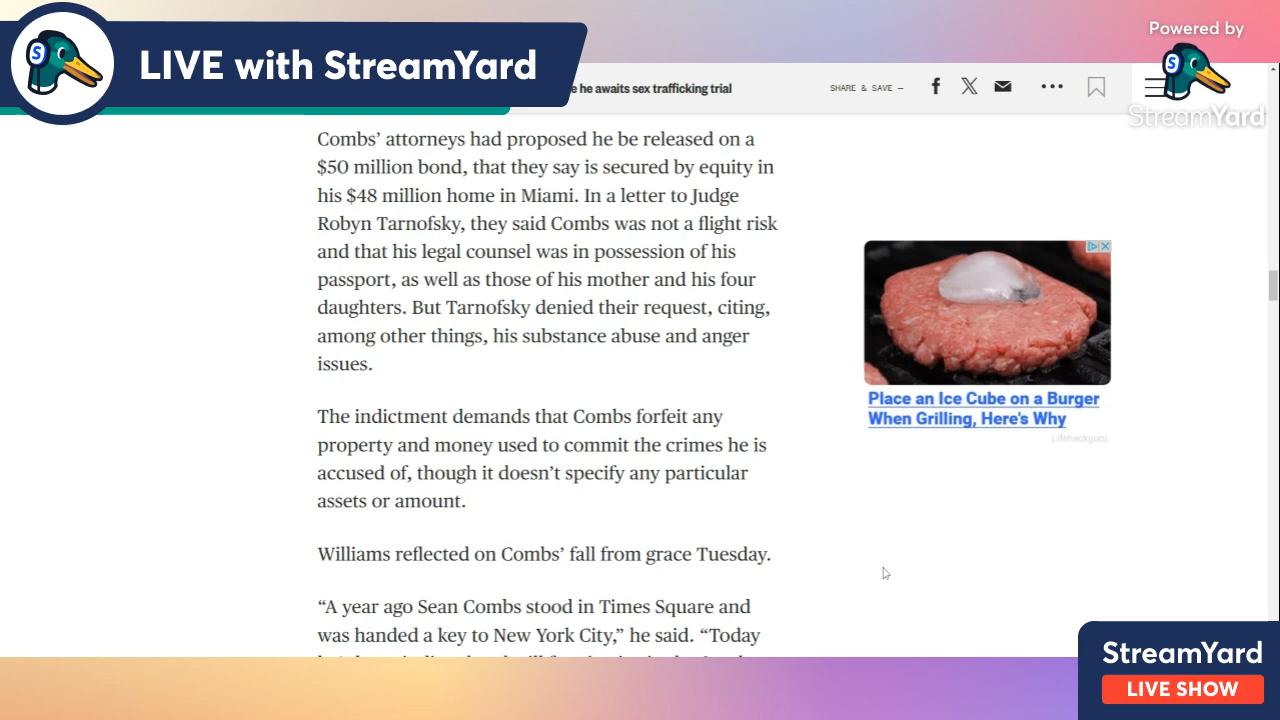 S
LIVE with StreamYard
Powered by
S
StreamYard
e he awaits sex trafficking trial
SHARE & SAVE —
Combs’ attorneys had proposed he be released on a
$50 million bond, that they say is secured by equity in
his $48 million home in Miami. In a letter to Judge
Robyn Tarnofsky, they said Combs was not a flight risk
and that his legal counsel was in possession of his
passport, as well as those of his mother and his four
daughters. But Tarnofsky denied their request, citing,
among other things, his substance abuse and anger
issues.
The indictment demands that Combs forfeit any
property and money used to commit the crimes he is
accused of, though it doesn’t specify any particular
assets or amount.
Williams reflected on Combs’ fall from grace Tuesday.
“A year ago Sean Combs stood in Times Square and
was handed a key to New York City,” he said. “Today
Place an Ice Cube on a Burger
When Grilling, Here's Why
Lifehackguru
StreamYard
LIVE SHOW